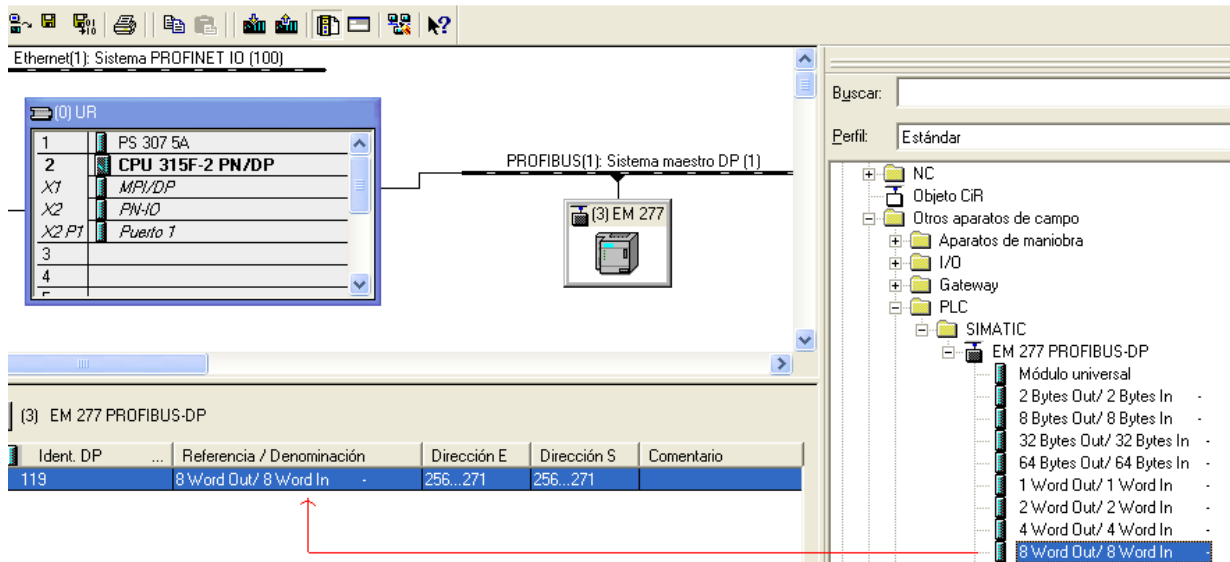 Ethernet(1): Sistema PROFINET IO (100)
(0) UR
1 PS 307 5A
2 CPU 315F-2 PN/DP
X1 MPI/DP
X2 PN-IO
X2 P1 Puerto 1
3
4
PROFIBUS(1): Sistema maestro DP (1)
(3) EM 277
(3) EM 277 PROFIBUS-DP
Ident. DP ... Referencia / Denominación Dirección E Dirección S Comentario
119 8 Word Out/ 8 Word In - 256...271 256...271
Buscar:
Perfil: Estándar
NC
Objeto CiR
Otros aparatos de campo
Aparatos de maniobra
I/O
Gateway
PLC
SIMATIC
EM 277 PROFIBUS-DP
Módulo universal
2 Bytes Out/ 2 Bytes In -
8 Bytes Out/ 8 Bytes In -
32 Bytes Out/ 32 Bytes In -
64 Bytes Out/ 64 Bytes In -
1 Word Out/ 1 Word In -
2 Word Out/ 2 Word In -
4 Word Out/ 4 Word In -
8 Word Out/ 8 Word In -